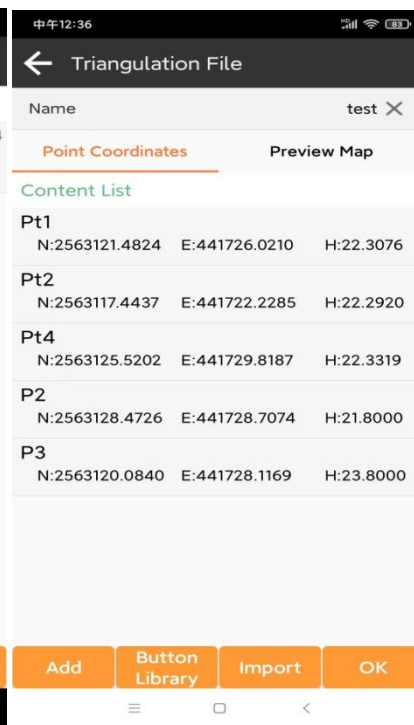 中午12:36
HD 83
Triangulation File
Name test
Point Coordinates Preview Map
Content List
Pt1
N:2563121.4824 E:441726.0210 H:22.3076
Pt2
N:2563117.4437 E:441722.2285 H:22.2920
Pt4
N:2563125.5202 E:441729.8187 H:22.3319
P2
N:2563128.4726 E:441728.7074 H:21.8000
P3
N:2563120.0840 E:441728.1169 H:23.8000
Add Button Library Import OK